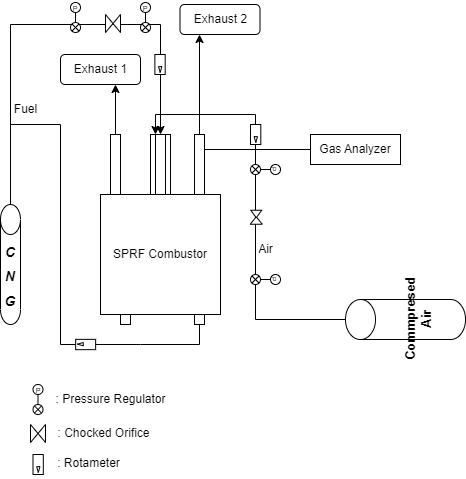 P
P
Exhaust 2
Exhaust 1
Fuel
Gas Analyzer
P
Air
SPRF Combustor
P
C
N
G
Commpresed
Air
P
: Pressure Regulator
: Chocked Orifice
: Rotameter